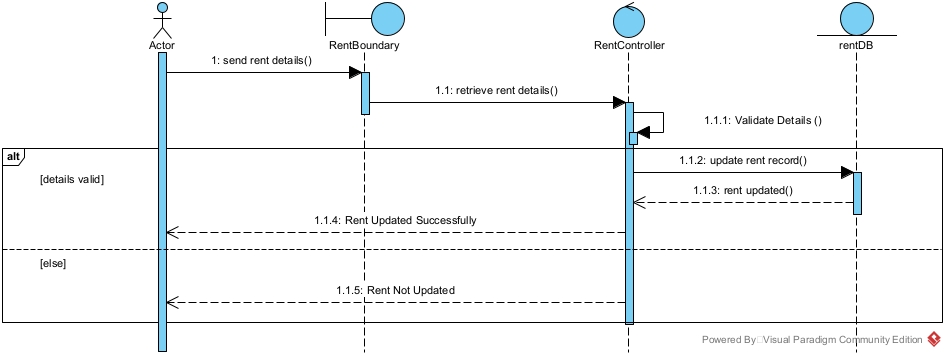 Actor
RentBoundary
RentController
rentDB
1: send rent details()
1.1: retrieve rent details()
1.1.1: Validate Details ()
alt
1.1.2: update rent record()
[details valid]
1.1.3: rent updated()
1.1.4: Rent Updated Successfully
[else]
1.1.5: Rent Not Updated
Powered By Visual Paradigm Community Edition